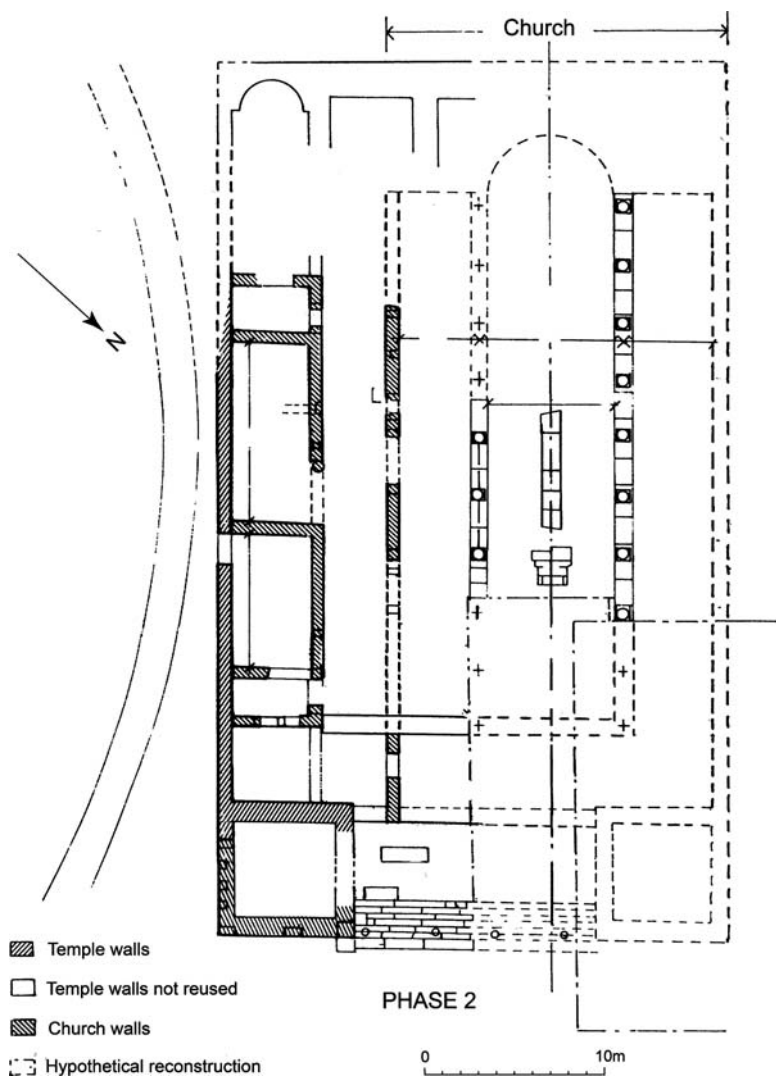 Church
N
Temple walls
Temple walls not reused
Church walls
Hypothetical reconstruction
PHASE 2
0 10m